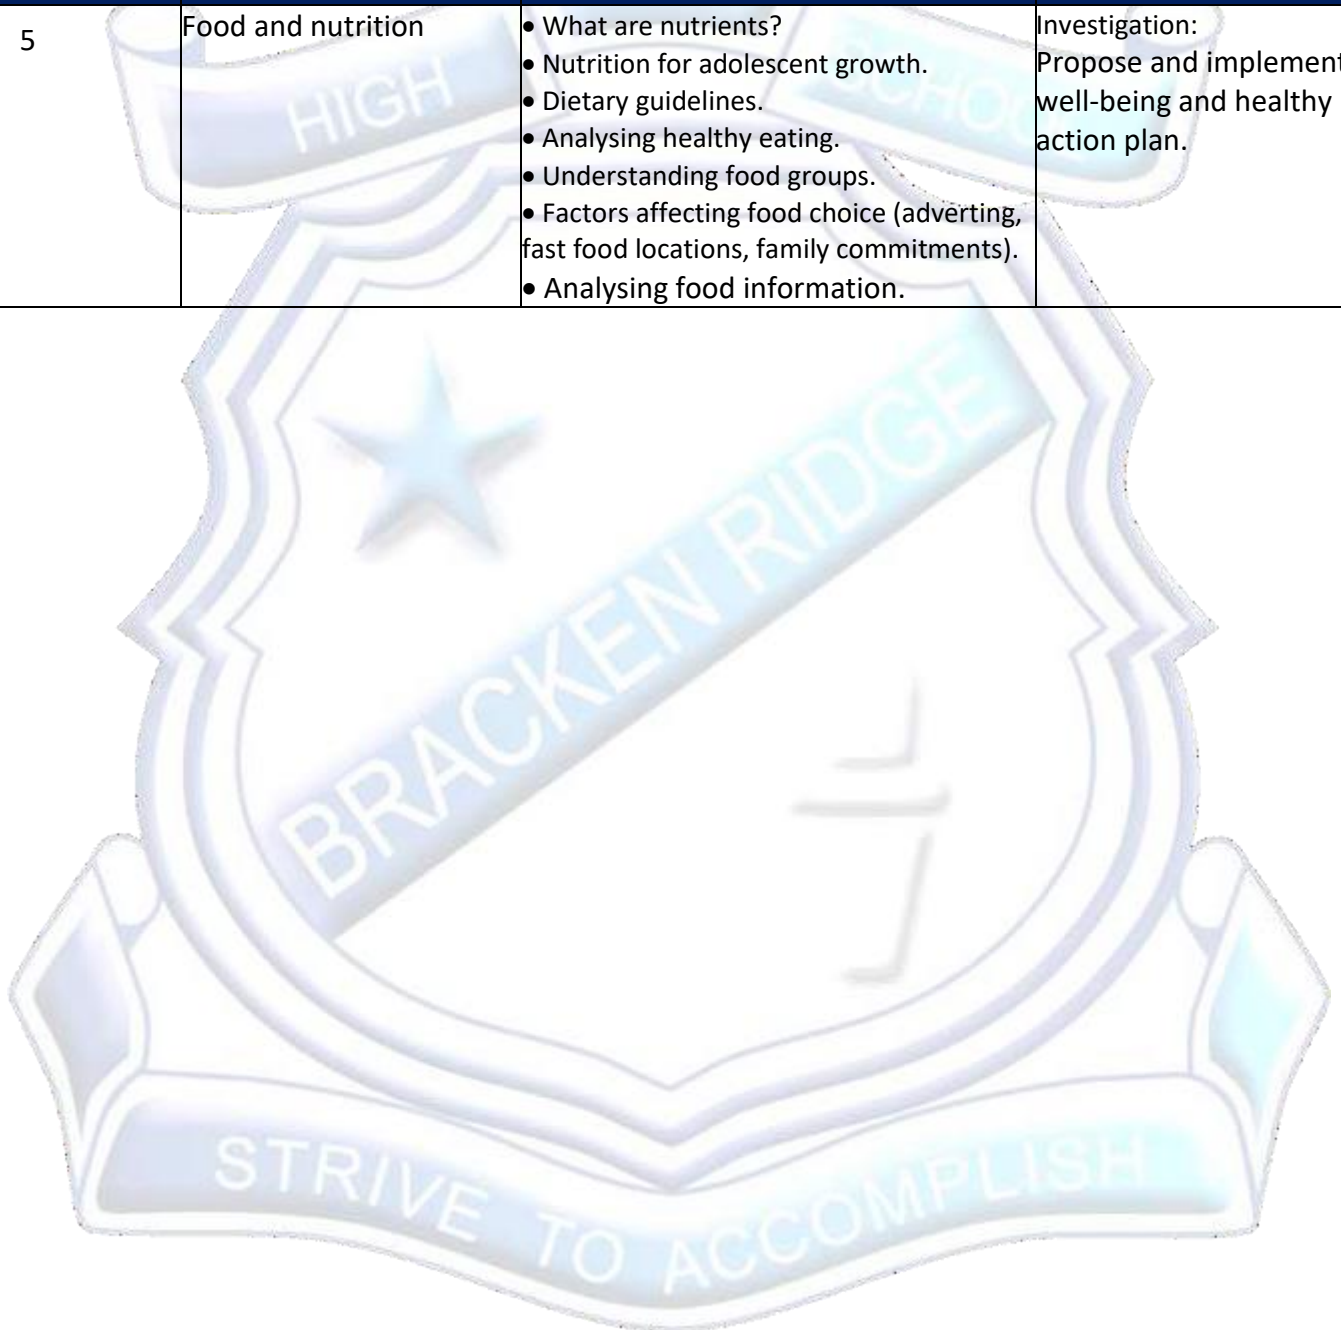 5
Food and nutrition
• What are nutrients?
• Nutrition for adolescent growth.
• Dietary guidelines.
• Analysing healthy eating.
• Understanding food groups.
• Factors affecting food choice (adverting,
fast food locations, family commitments).
• Analysing food information.
Investigation:
Propose and implement
well-being and healthy
action plan.
HIGH
SCHOOL
BRACKEN RIDGE
STRIVE TO ACCOMPLISH